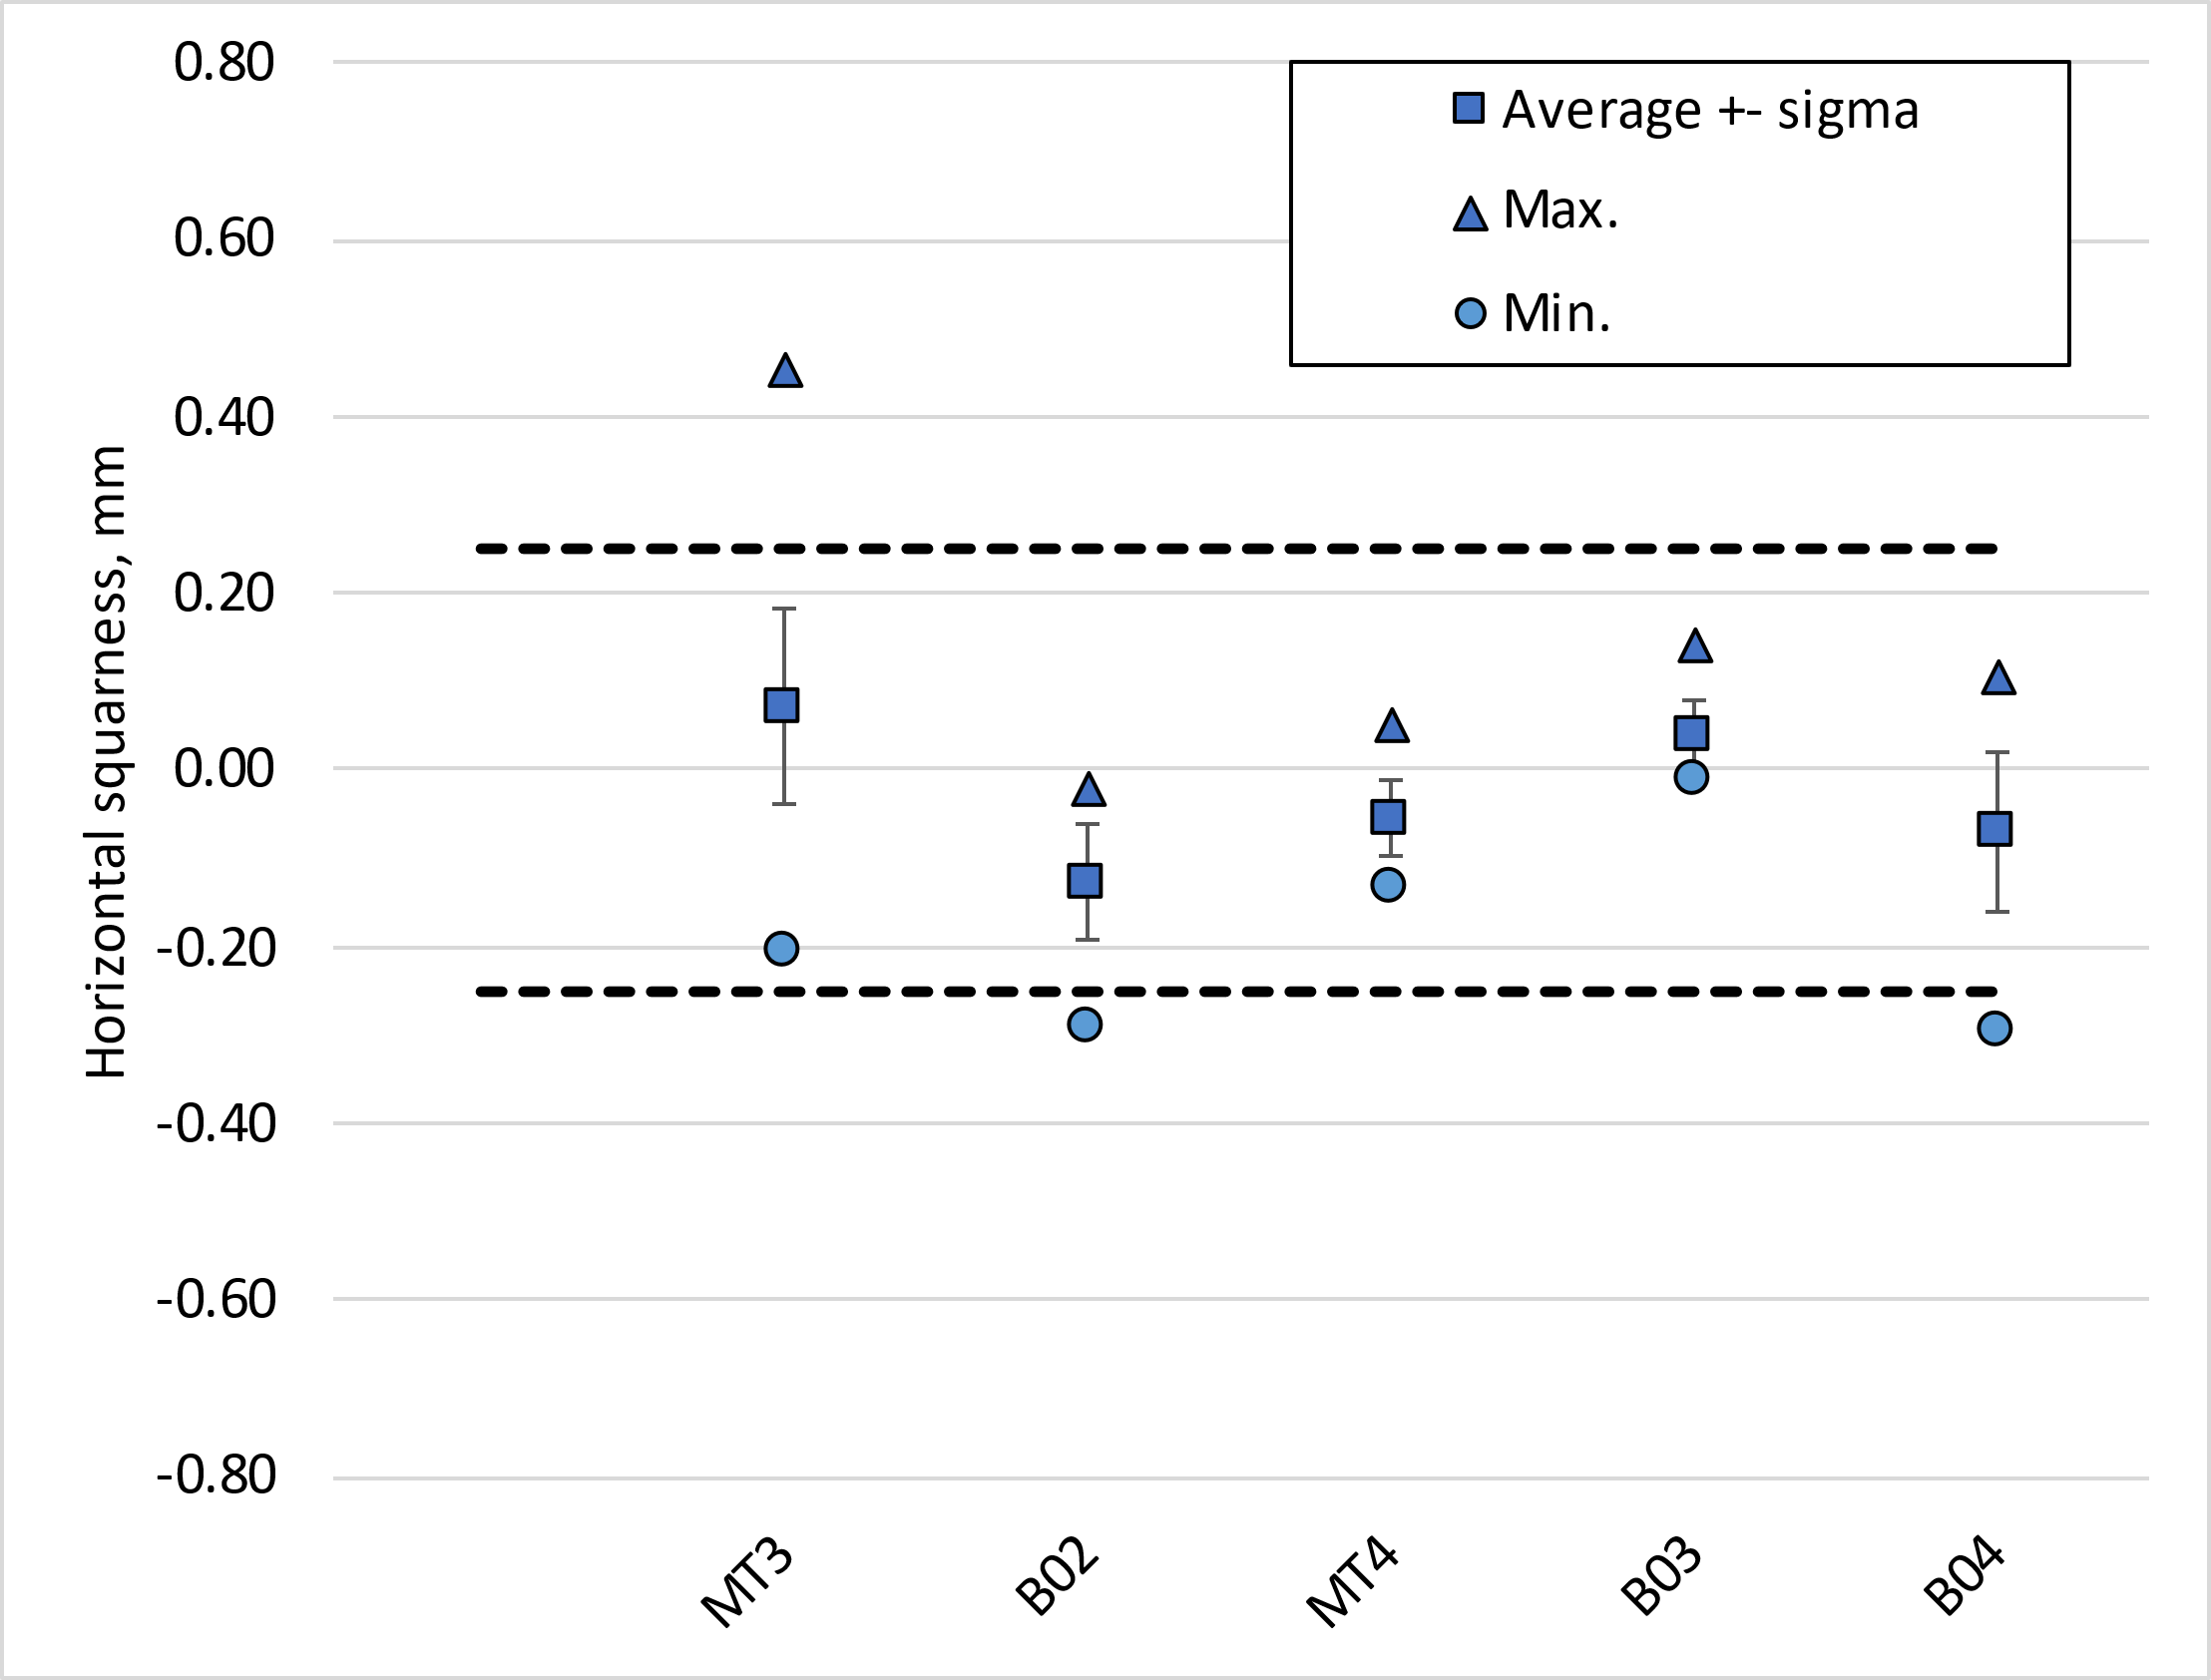 0.80
0.60
0.40
0.20
0.00
-0.20
-0.40
-0.60
-0.80
Horizontal squarness, mm
Average +- sigma
Max.
Min.
MT3
B02
MT4
B03
B04